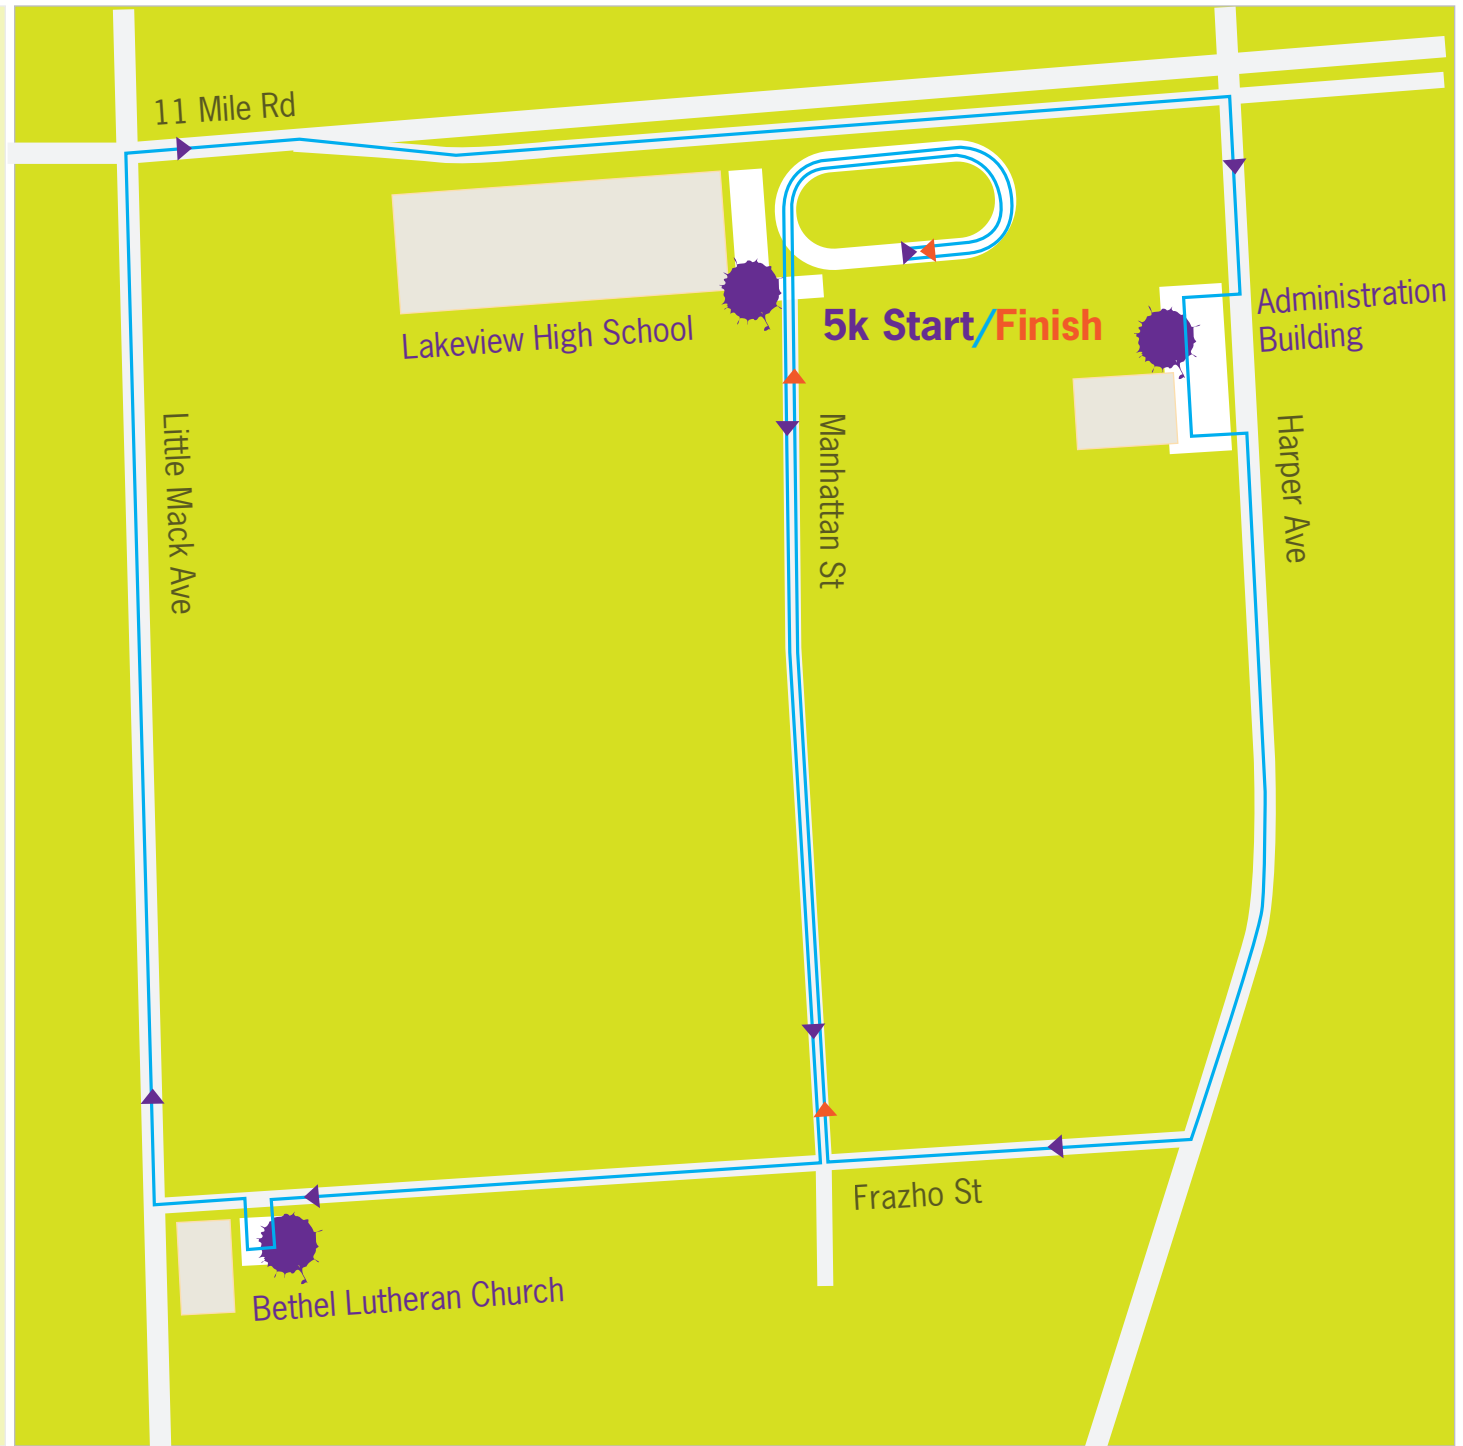 11 Mile Rd
Lakeview High School
5k Start/Finish
Administration
Building
Little Mack Ave
Manhattan St
Harper Ave
Frazho St
Bethel Lutheran Church